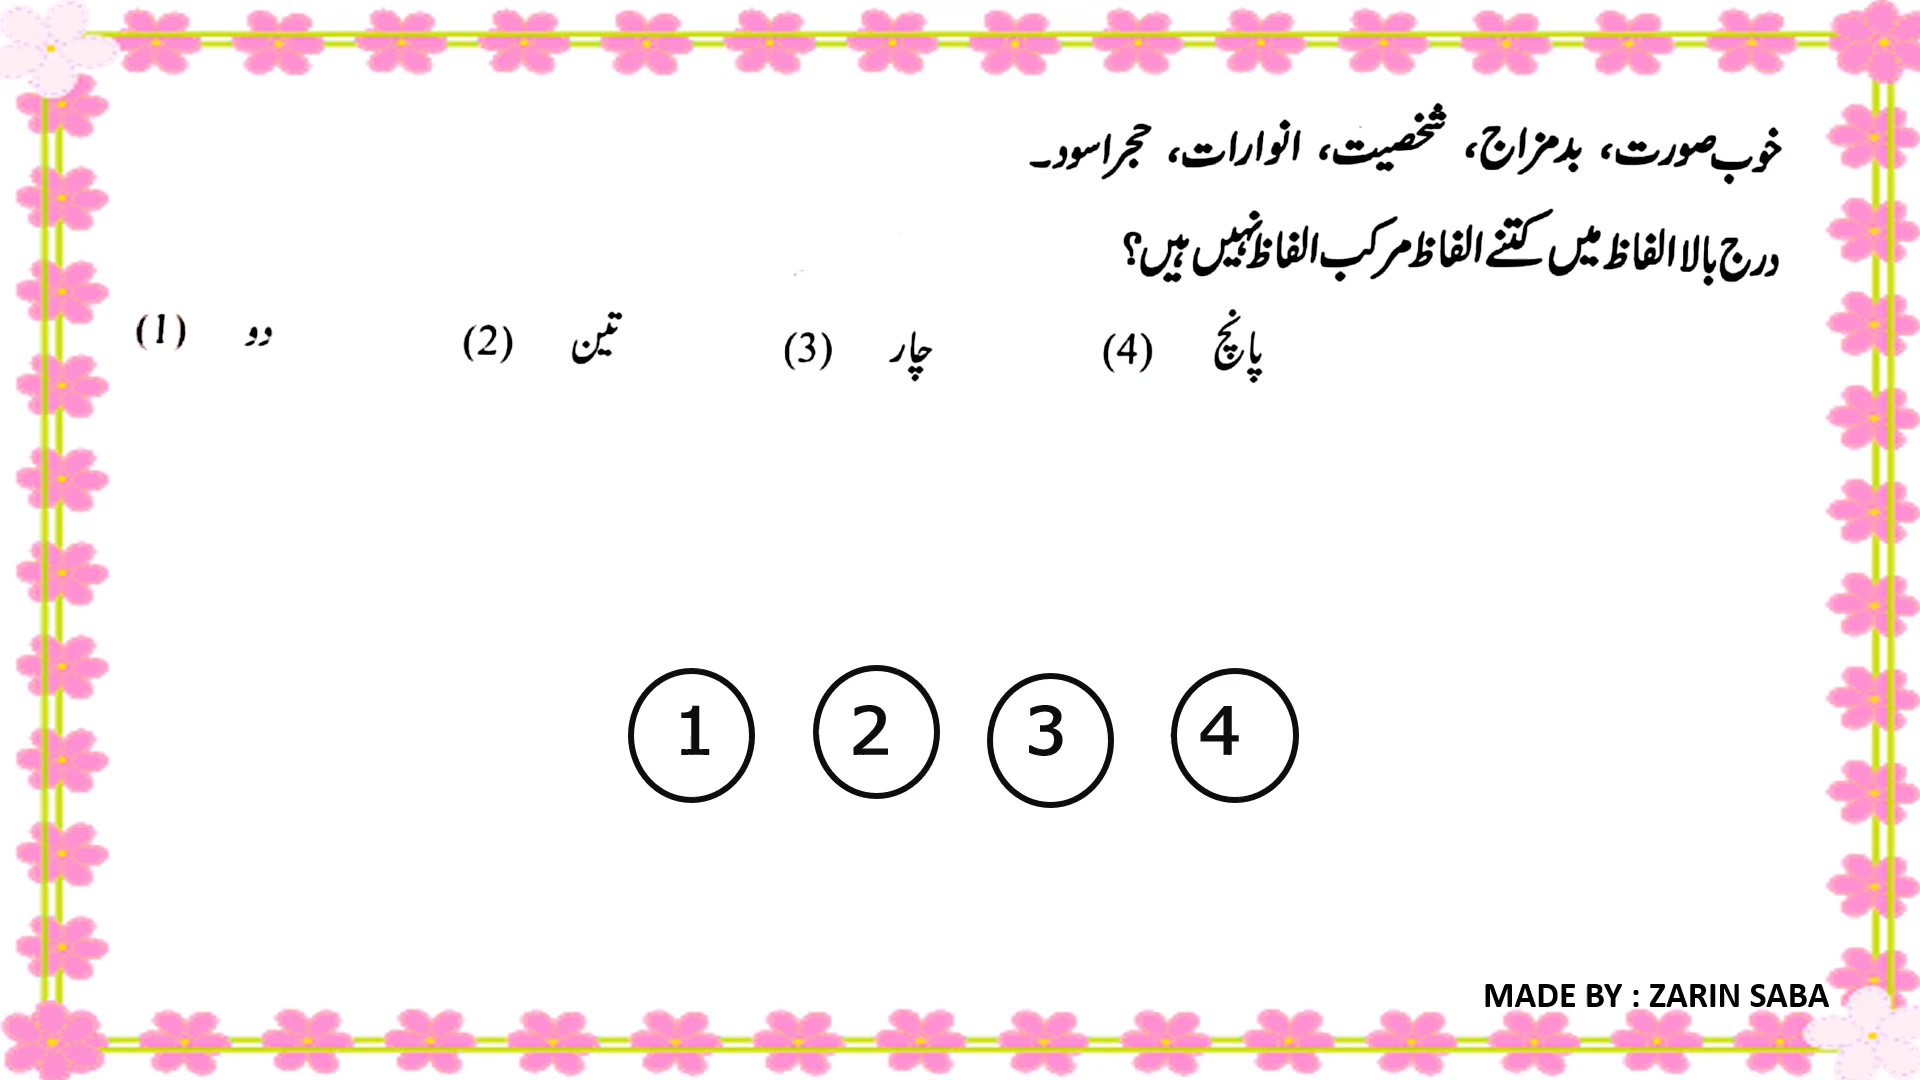 خوب صورت، بدمزاج، شخصیت، انوارات، حجراسود۔
درج بالا الفاظ میں کتنے الفاظ مرکب الفاظ نہیں ہیں؟
(1) دو (2) تین (3) چار (4) پانچ
1 2 3 4
MADE BY : ZARIN SABA